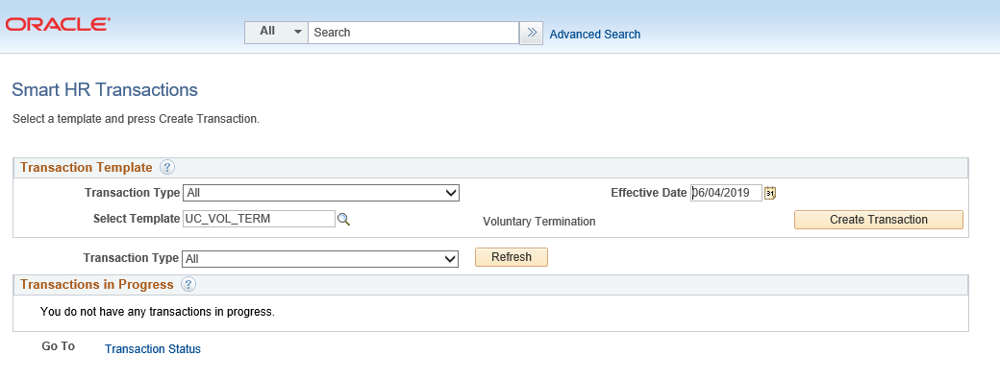 ORACLE
All Search Advanced Search
Smart HR Transactions
Select a template and press Create Transaction.
Transaction Template ?
Transaction Type All Effective Date 06/04/2019 31
Select Template UC_VOL_TERM Voluntary Termination Create Transaction
Transaction Type All Refresh
Transactions in Progress ?
You do not have any transactions in progress.
Go To Transaction Status